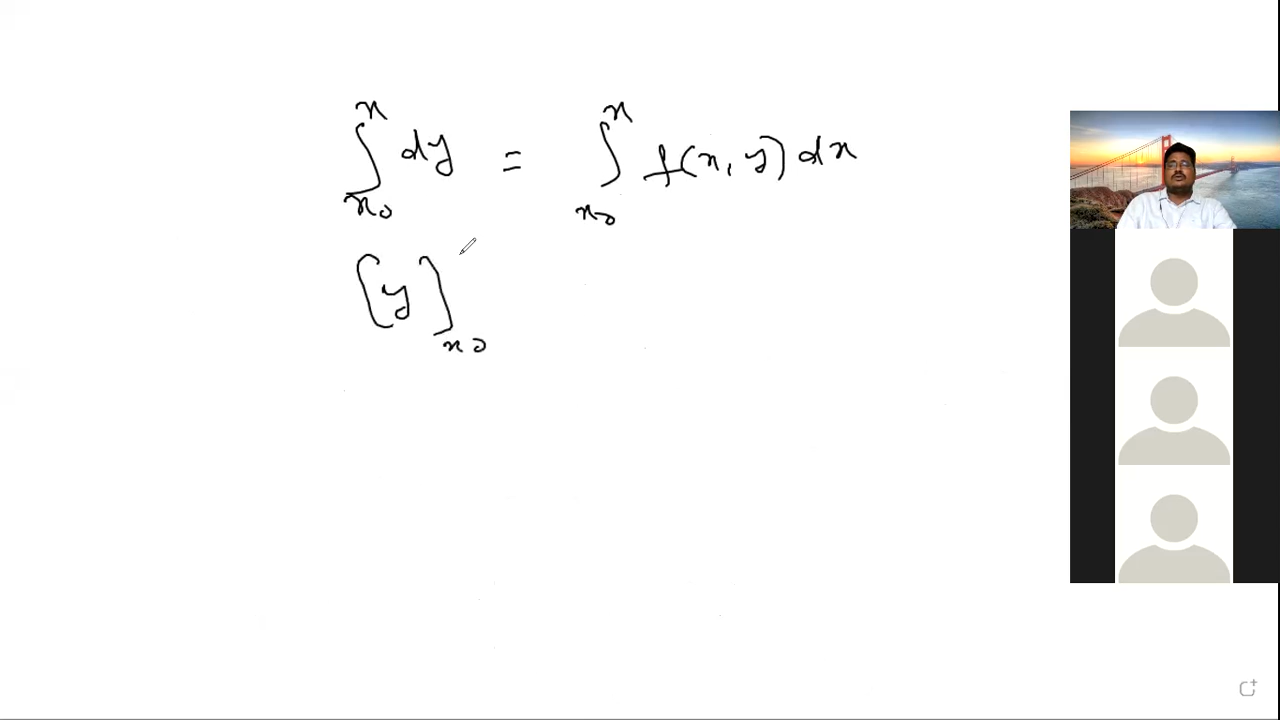 ∫_{x0}^{x} dy = ∫_{x0}^{x} f(x, y) dx
[y]_{x0}